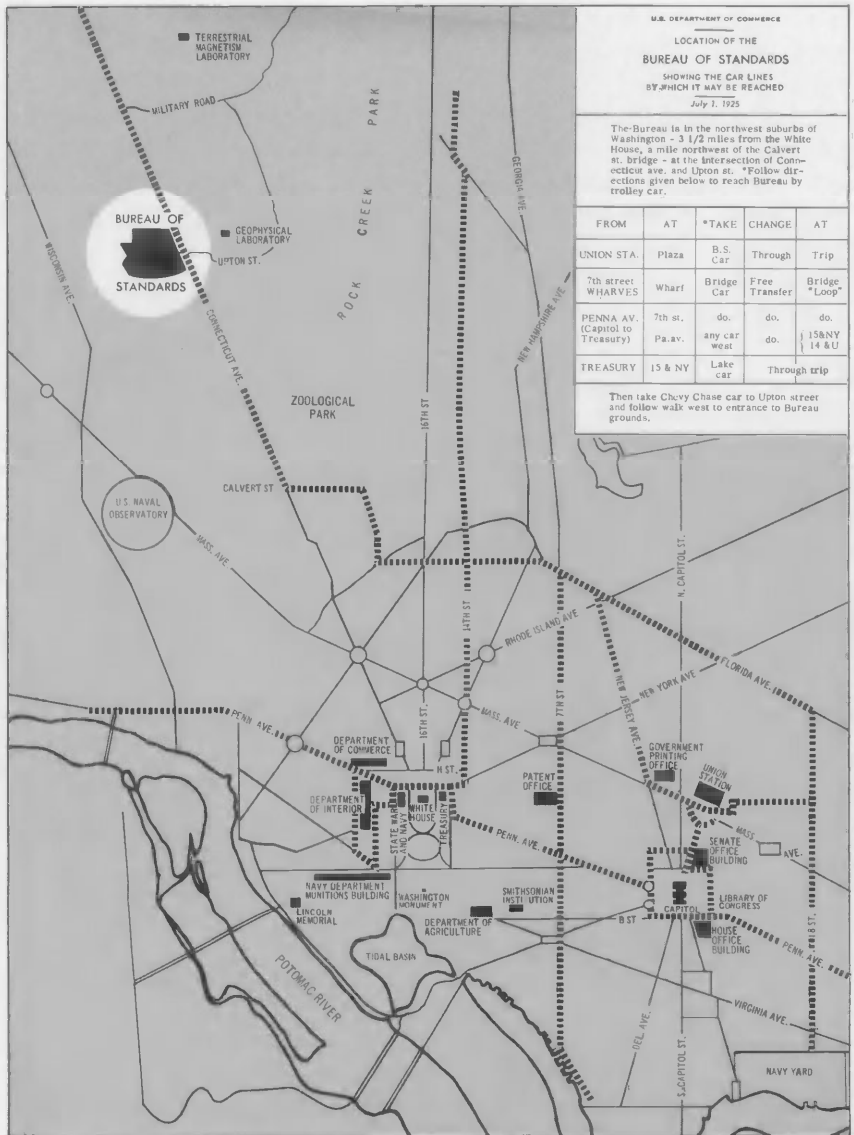 U.S. DEPARTMENT OF COMMERCE
LOCATION OF THE
BUREAU OF STANDARDS
SHOWING THE CAR LINES
BY WHICH IT MAY BE REACHED
July 1, 1925
The Bureau is in the northwest suburbs of
Washington - 3 1/2 miles from the White
House, a mile northwest of the Calvert
st. bridge - at the intersection of Conn-
ecticut ave. and Upton st. *Follow dir-
ections given below to reach Bureau by
trolley car.
FROM AT *TAKE CHANGE AT
UNION STA. Plaza B.S. Car Through Trip
7th street WHARVES Wharf Bridge Car Free Transfer Bridge "Loop"
PENNA AV. (Capitol to Treasury) 7th st. do. do. do.
Pa.av. any car west do. } 15&NY } 14 & U
TREASURY 15 & NY Lake car Through trip
Then take Chevy Chase car to Upton street
and follow walk west to entrance to Bureau
grounds.
TERRESTRIAL
MAGNETISM
LABORATORY
MILITARY ROAD
ROCK CREEK PARK
GEORGIA AVE
BUREAU OF
STANDARDS
GEOPHYSICAL
LABORATORY
UPTON ST.
WISCONSIN AVE.
CONNECTICUT AVE.
NEW HAMPSHIRE AVE
ZOOLOGICAL
PARK
16TH ST
CALVERT ST
U.S. NAVAL
OBSERVATORY
MASS. AVE
14TH ST
N. CAPITOL ST.
RHODE ISLAND AVE
FLORIDA AVE.
NEW JERSEY AVE.
NEW YORK AVE
PENN. AVE.
16TH ST.
MASS. AVE
7TH ST
DEPARTMENT
OF COMMERCE
H ST.
GOVERNMENT
PRINTING
OFFICE
UNION
STATION
PATENT
OFFICE
DEPARTMENT
OF INTERIOR
STATE WAR
AND NAVY
WHITE
HOUSE
TREASURY
PENN. AVE.
MASS AVE.
SENATE
OFFICE
BUILDING
NAVY DEPARTMENT
MUNITIONS BUILDING
WASHINGTON
MONUMENT
SMITHSONIAN
INSTITUTION
LIBRARY OF
CONGRESS
LINCOLN
MEMORIAL
DEPARTMENT OF
AGRICULTURE
B ST
CAPITOL
HOUSE
OFFICE
BUILDING
PENN. AVE.
18 ST.
TIDAL BASIN
POTOMAC RIVER
VIRGINIA AVE.
DEL. AVE.
S. CAPITOL ST.
NAVY YARD